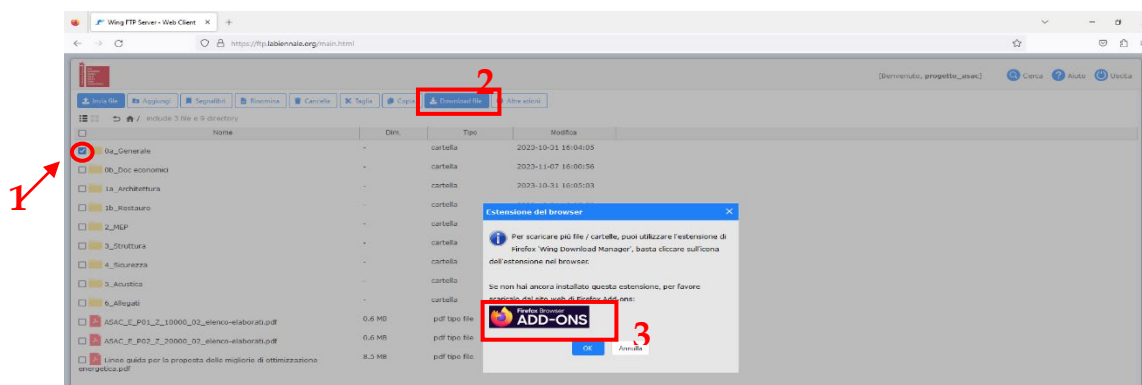 Wing FTP Server - Web Client × +
https://ftp.labiennale.org/main.html
[Benvenuto, progetto_asac] Cerca Aiuto Uscita
2
Invia file Aggiungi Segnalibri Rinomina Cancella Taglia Copia Download file Altre azioni
/ include 3 file e 9 directory
Nome Dim. Tipo Modifica
0a_Generale - cartella 2023-10-31 16:04:05
0b_Doc economici - cartella 2023-11-07 16:00:56
1
1a_Architettura - cartella 2023-10-31 16:05:03
1b_Restauro - cartella
2_MEP - cartella
3_Struttura - cartella
4_Sicurezza - cartella
5_Acustica - cartella
6_Allegati - cartella
ASAC_E_P01_Z_10000_02_elenco-elaborati.pdf 0.6 MB pdf tipo file
ASAC_E_P02_Z_20000_02_elenco-elaborati.pdf 0.6 MB pdf tipo file
Linee guida per la proposta delle migliorie di ottimizzazione 8.3 MB pdf tipo file
energetica.pdf
Estensione del browser ×
Per scaricare più file / cartelle, puoi utilizzare l'estensione di
Firefox 'Wing Download Manager', basta cliccare sull'icona
dell'estensione nel browser.
Se non hai ancora installato questa estensione, per favore
scaricalo dal sito web di Firefox Add-ons:
Firefox Browser
ADD-ONS
3
OK Annulla